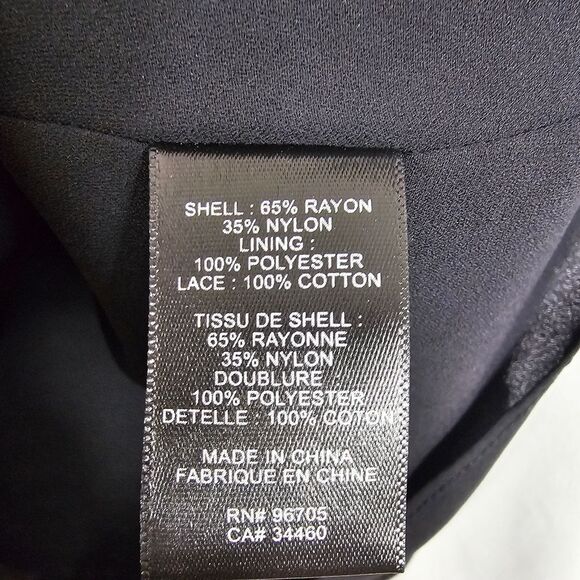 SHELL : 65% RAYON
35% NYLON
LINING :
100% POLYESTER
LACE : 100% COTTON
TISSU DE SHELL :
65% RAYONNE
35% NYLON
DOUBLURE :
100% POLYESTER
DETELLE : 100% COTON
MADE IN CHINA
FABRIQUE EN CHINE
RN# 96705
CA# 34460